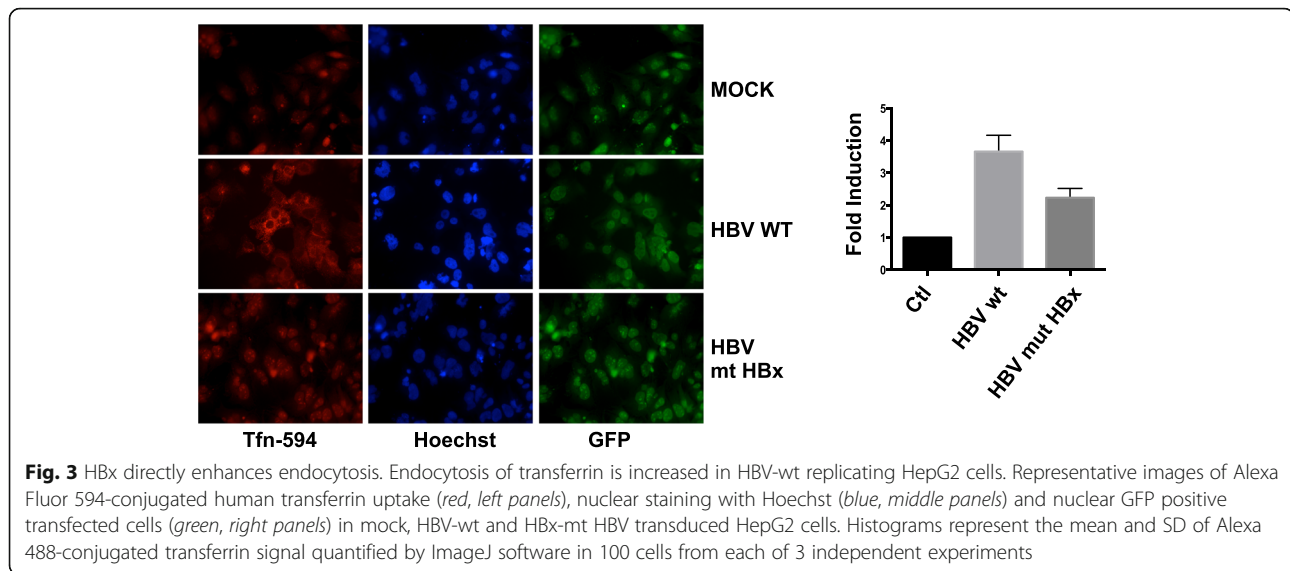 MOCK
HBV WT
HBV
mt HBx
Tfn-594 Hoechst GFP
Fold Induction
5
4
3
2
1
0
Ctl
HBV wt
HBV mut HBx
Fig. 3 HBx directly enhances endocytosis. Endocytosis of transferrin is increased in HBV-wt replicating HepG2 cells. Representative images of Alexa
Fluor 594-conjugated human transferrin uptake (red, left panels), nuclear staining with Hoechst (blue, middle panels) and nuclear GFP positive
transfected cells (green, right panels) in mock, HBV-wt and HBx-mt HBV transduced HepG2 cells. Histograms represent the mean and SD of Alexa
488-conjugated transferrin signal quantified by ImageJ software in 100 cells from each of 3 independent experiments